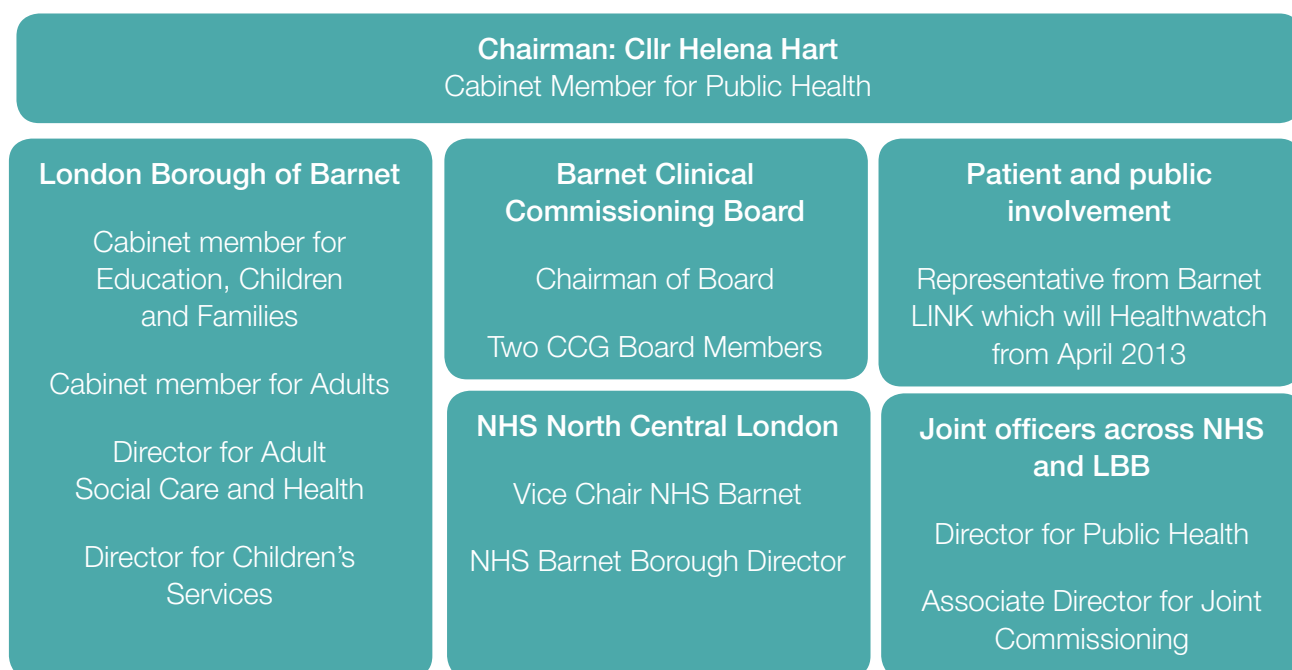 Chairman: Cllr Helena Hart
Cabinet Member for Public Health
London Borough of Barnet
Cabinet member for
Education, Children
and Families
Cabinet member for Adults
Director for Adult
Social Care and Health
Director for Children’s
Services
Barnet Clinical
Commissioning Board
Chairman of Board
Two CCG Board Members
NHS North Central London
Vice Chair NHS Barnet
NHS Barnet Borough Director
Patient and public
involvement
Representative from Barnet
LINK which will Healthwatch
from April 2013
Joint officers across NHS
and LBB
Director for Public Health
Associate Director for Joint
Commissioning